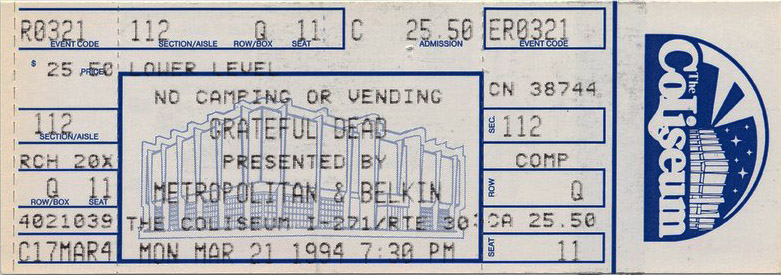 R0321 112 Q 11 C 25.50 ER0321
EVENT CODE SECTION/AISLE ROW/BOX SEAT ADMISSION EVENT CODE
$ 25.50 LOWER LEVEL
PRICE
NO CAMPING OR VENDING CN 38744
112 GRATEFUL DEAD SEC. 112
SECTION/AISLE
RCH 20X PRESENTED BY COMP
Q 11 METROPOLITAN & BELKIN ROW Q
ROW/BOX SEAT
4021039 THE COLISEUM I-271/RTE 303 CA 25.50
C17MAR4 MON MAR 21 1994 7:30 PM SEAT 11
The Coliseum